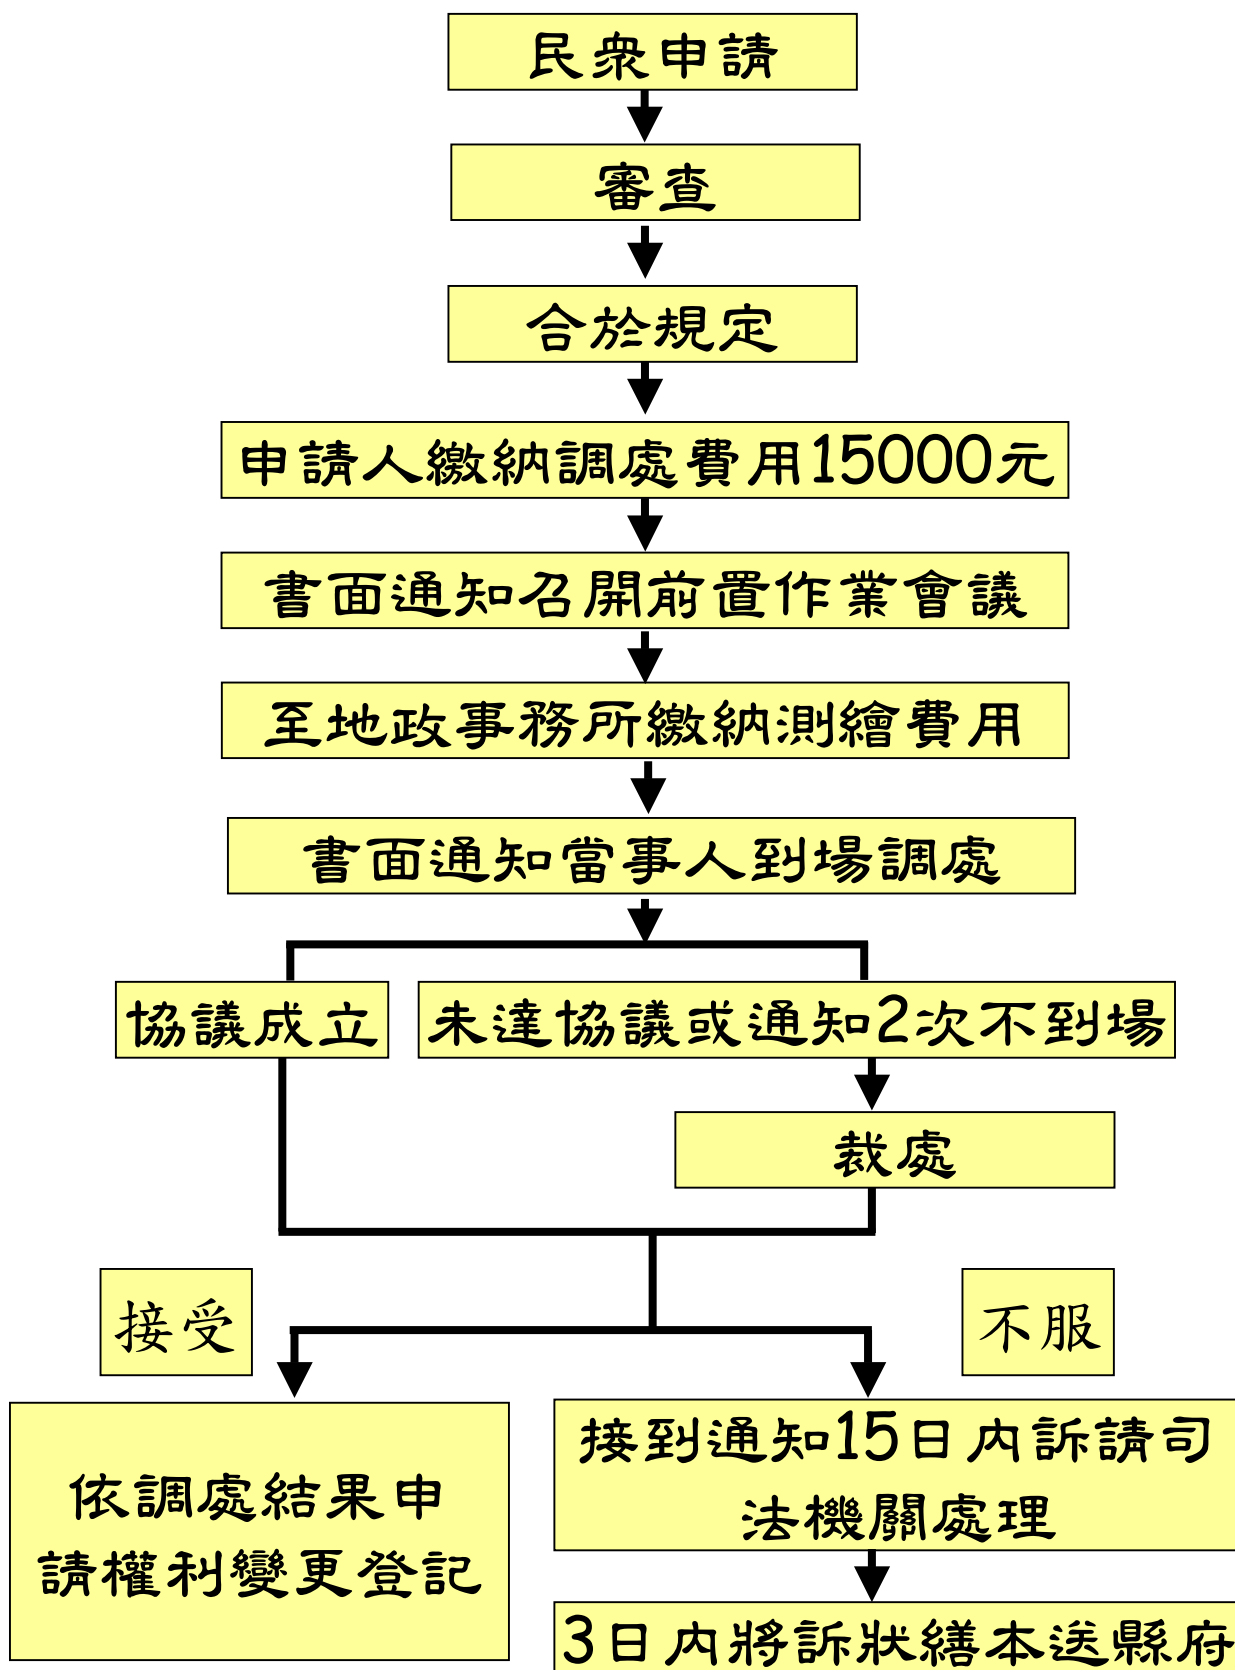 民眾申請
審查
合於規定
申請人繳納調處費用15000元
書面通知召開前置作業會議
至地政事務所繳納測繪費用
書面通知當事人到場調處
協議成立
未達協議或通知2次不到場
裁處
接受
不服
依調處結果申
請權利變更登記
接到通知15日內訴請司
法機關處理
3日內將訴狀繕本送縣府